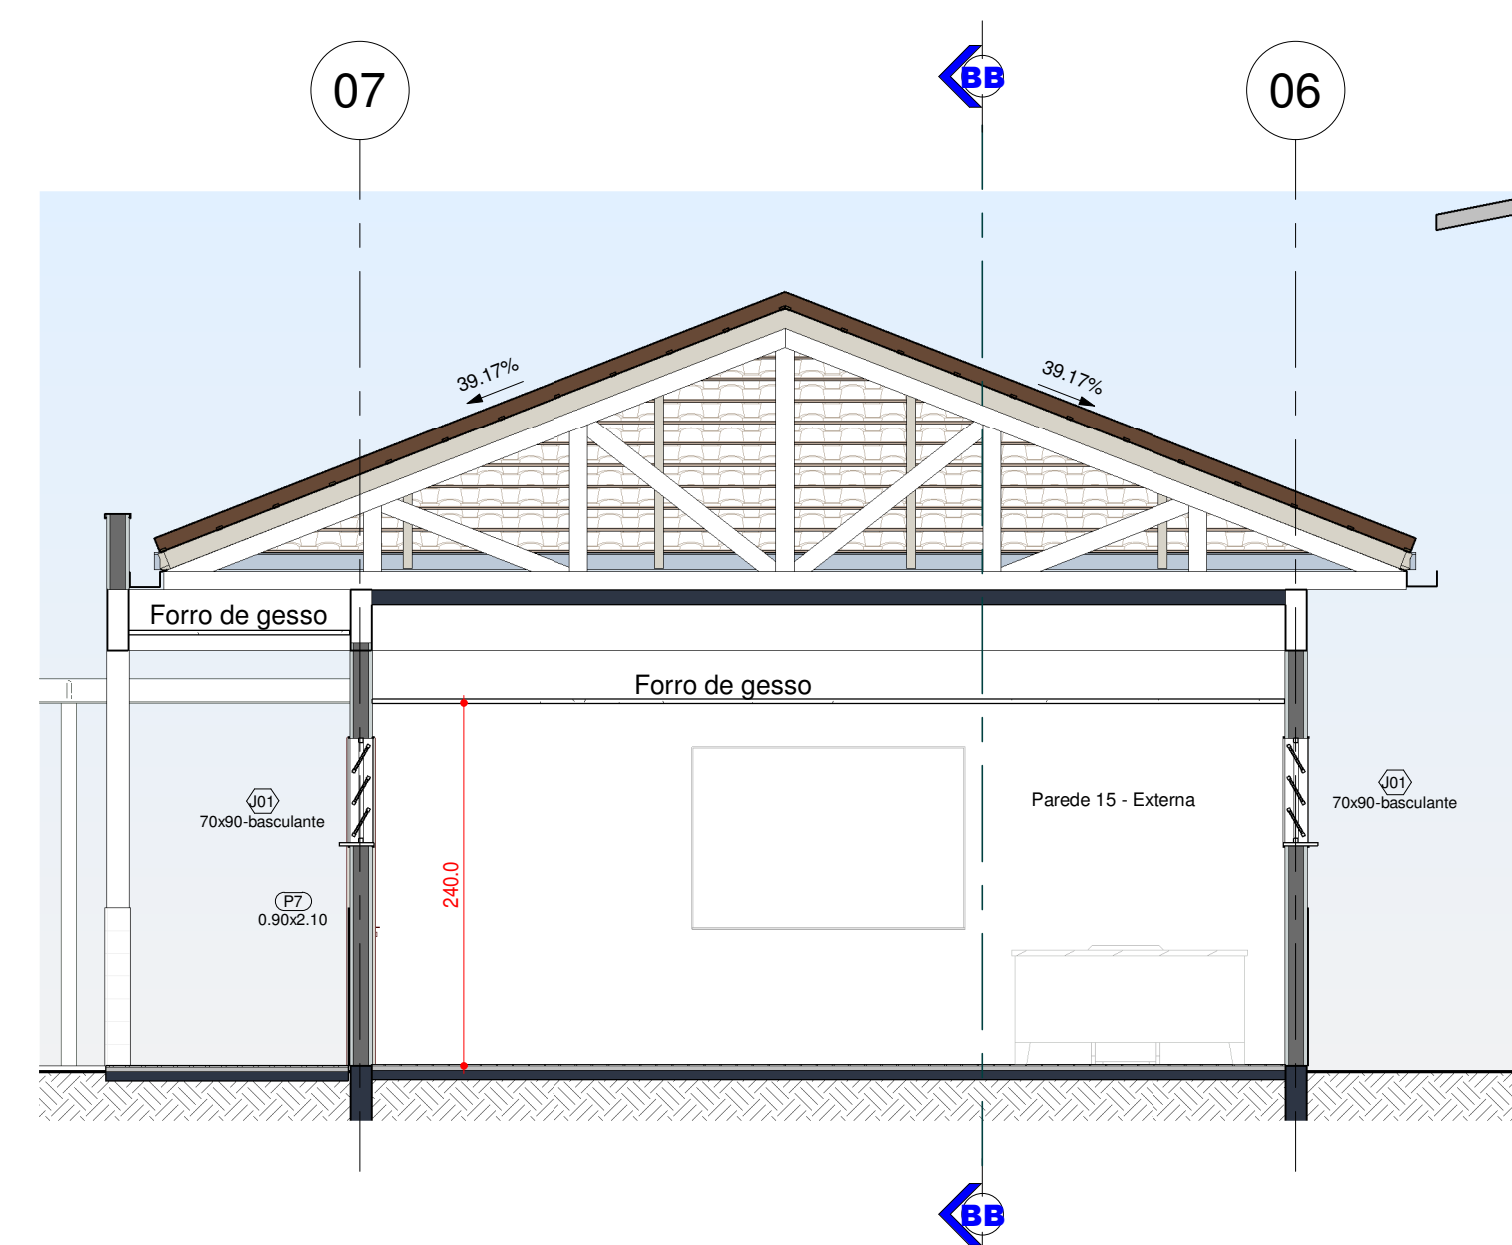 07
BB
06
39.17%
39.17%
Forro de gesso
Forro de gesso
J01
70x90-basculante
Parede 15 - Externa
J01
70x90-basculante
240.0
P7
0.90x2.10
BB